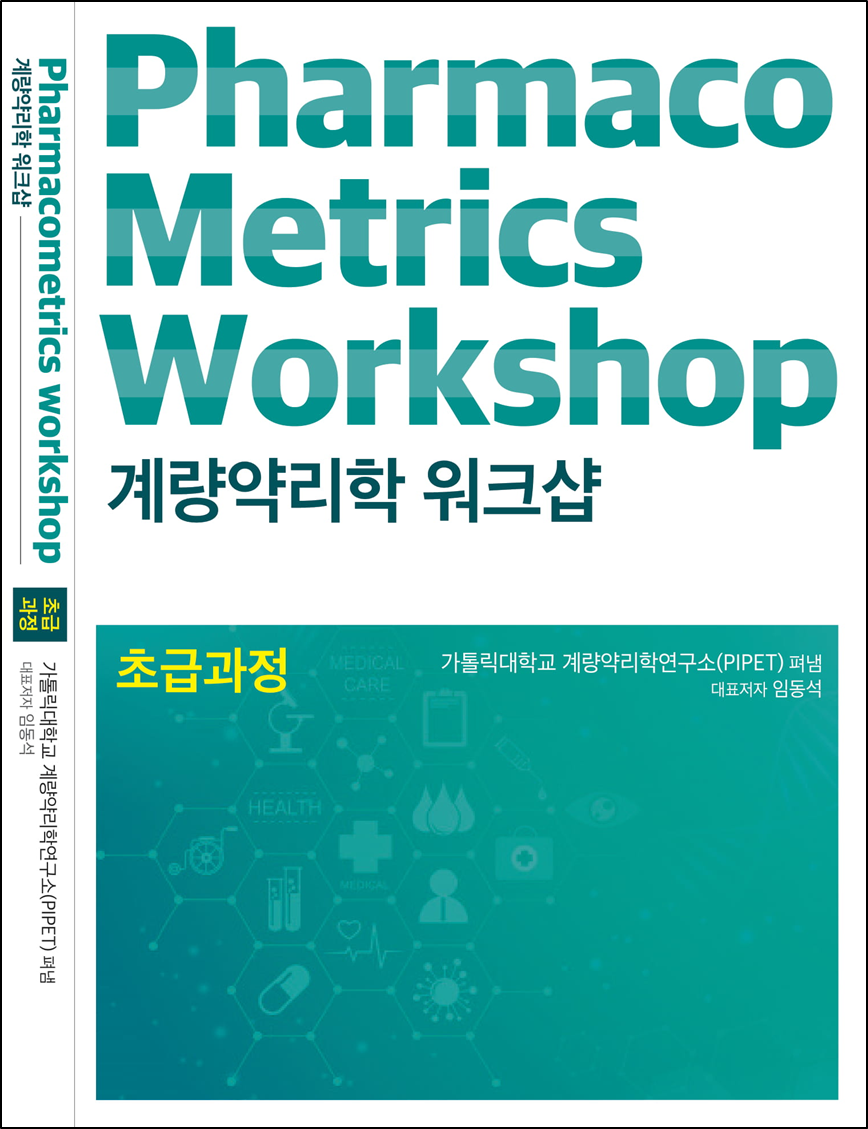 Pharmacometrics workshop
계량약리학 워크샵
초급
과정
가톨릭대학교 계량약리학연구소(PIPET) 펴냄
대표저자 임동석
Pharmaco
Metrics
Workshop
계량약리학 워크샵
초급과정
가톨릭대학교 계량약리학연구소(PIPET) 펴냄
대표저자 임동석
MEDICAL
CARE
HEALTH
MEDICAL